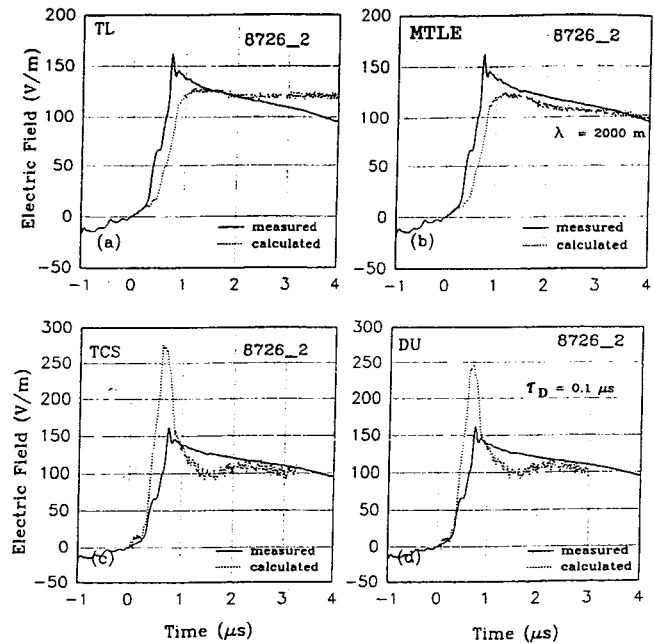 TL 8726_2
200
150
100
50
0
−50
Electric Field (V/m)
(a)
measured
calculated
−1 0 1 2 3 4
MTLE 8726_2
200
150
100
50
0
−50
λ = 2000 m
(b)
measured
calculated
−1 0 1 2 3 4
TCS 8726_2
300
250
200
150
100
50
0
−50
Electric Field (V/m)
(c)
measured
calculated
−1 0 1 2 3 4
Time (μs)
DU 8726_2
300
250
200
150
100
50
0
−50
τD = 0.1 μs
(d)
measured
calculated
−1 0 1 2 3 4
Time (μs)